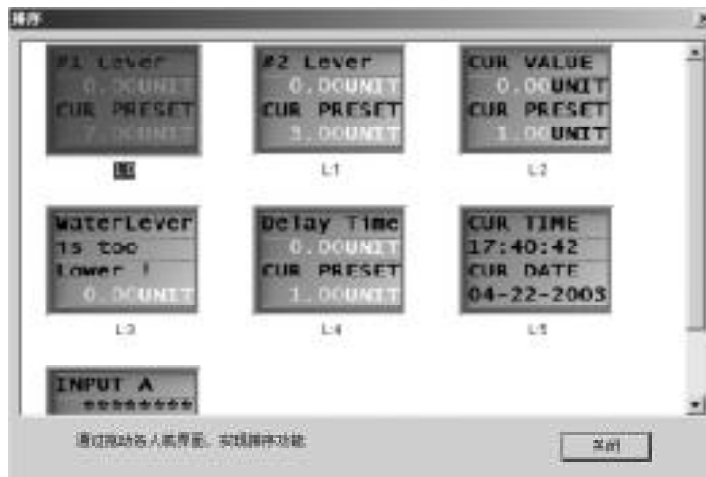 排序
#1 Lever
0.00UNIT
CUR PRESET
7.00UNIT
L:0
#2 Lever
0.00UNIT
CUR PRESET
3.00UNIT
L:1
CUR VALUE
0.00UNIT
CUR PRESET
1.00UNIT
L:2
WaterLever
is too
Lower !
0.00UNIT
L:3
Delay Time
0.00UNIT
CUR PRESET
1.00UNIT
L:4
CUR TIME
17:40:42
CUR DATE
04-22-2003
L:5
INPUT A
********
通过拖动各人机界面，实现排序功能
关闭